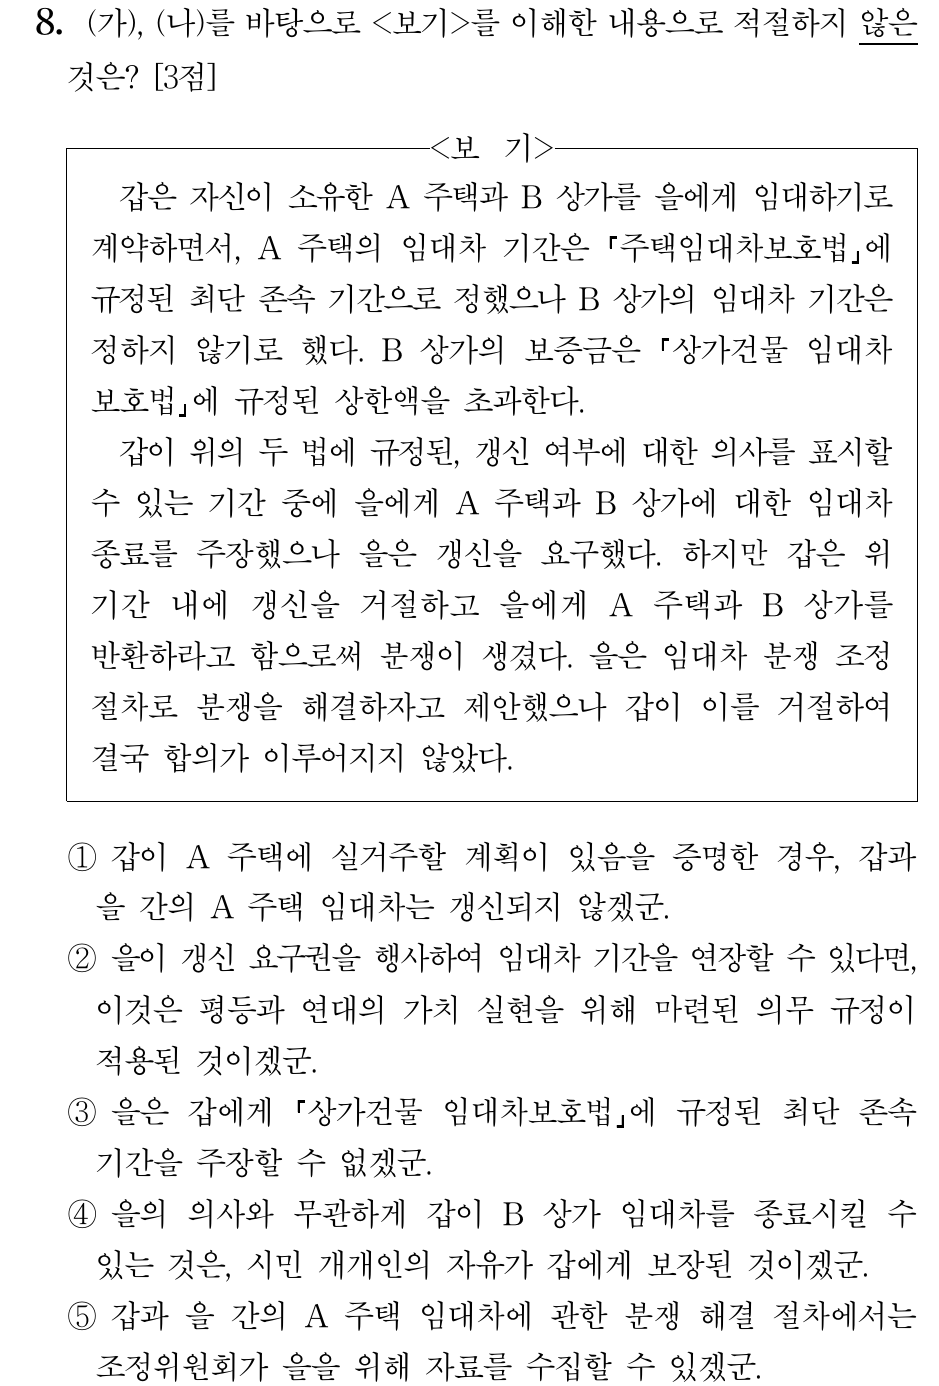 8. (가), (나)를 바탕으로 <보기>를 이해한 내용으로 적절하지 않은
것은? [3점]
<보 기>
갑은 자신이 소유한 A 주택과 B 상가를 을에게 임대하기로
계약하면서, A 주택의 임대차 기간은 『주택임대차보호법』에
규정된 최단 존속 기간으로 정했으나 B 상가의 임대차 기간은
정하지 않기로 했다. B 상가의 보증금은 『상가건물 임대차
보호법』에 규정된 상한액을 초과한다.
갑이 위의 두 법에 규정된, 갱신 여부에 대한 의사를 표시할
수 있는 기간 중에 을에게 A 주택과 B 상가에 대한 임대차
종료를 주장했으나 을은 갱신을 요구했다. 하지만 갑은 위
기간 내에 갱신을 거절하고 을에게 A 주택과 B 상가를
반환하라고 함으로써 분쟁이 생겼다. 을은 임대차 분쟁 조정
절차로 분쟁을 해결하자고 제안했으나 갑이 이를 거절하여
결국 합의가 이루어지지 않았다.
① 갑이 A 주택에 실거주할 계획이 있음을 증명한 경우, 갑과
을 간의 A 주택 임대차는 갱신되지 않겠군.
② 을이 갱신 요구권을 행사하여 임대차 기간을 연장할 수 있다면,
이것은 평등과 연대의 가치 실현을 위해 마련된 의무 규정이
적용된 것이겠군.
③ 을은 갑에게 『상가건물 임대차보호법』에 규정된 최단 존속
기간을 주장할 수 없겠군.
④ 을의 의사와 무관하게 갑이 B 상가 임대차를 종료시킬 수
있는 것은, 시민 개개인의 자유가 갑에게 보장된 것이겠군.
⑤ 갑과 을 간의 A 주택 임대차에 관한 분쟁 해결 절차에서는
조정위원회가 을을 위해 자료를 수집할 수 있겠군.